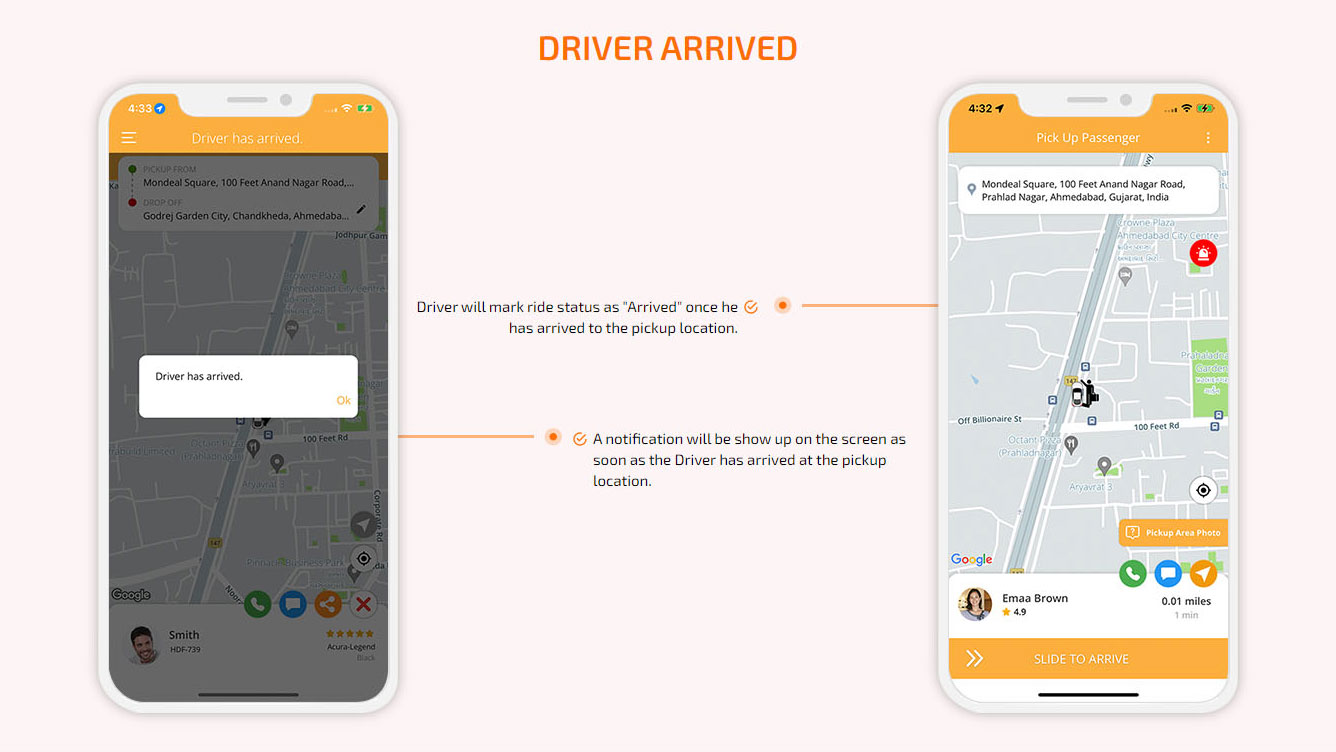 DRIVER ARRIVED
4:33
Driver has arrived.
PICKUP FROM
Mondeal Square, 100 Feet Anand Nagar Road,...
DROP OFF
Godrej Garden City, Chandkheda, Ahmedaba...
Jodhpur Gam
Crowne Plaza
Ahmedabad City Centre
Driver has arrived.
Ok
100 Feet Rd
Octant Pizza
(Prahladnagar)
Aryavrat 3
Corporate Rd
147
Pinnacle Business Park
Google
Smith
HDF-739
Acura-Legend
Black
Driver will mark ride status as "Arrived" once he
has arrived to the pickup location.
A notification will be show up on the screen as
soon as the Driver has arrived at the pickup
location.
4:32
Pick Up Passenger
Mondeal Square, 100 Feet Anand Nagar Road,
Prahlad Nagar, Ahmedabad, Gujarat, India
Crowne Plaza
Ahmedabad City Centre
147
Off Billionaire St
100 Feet Rd
Octant Pizza
(Prahladnagar)
Aryavrat 3
Pickup Area Photo
Google
Emaa Brown
4.9
0.01 miles
1 min
SLIDE TO ARRIVE